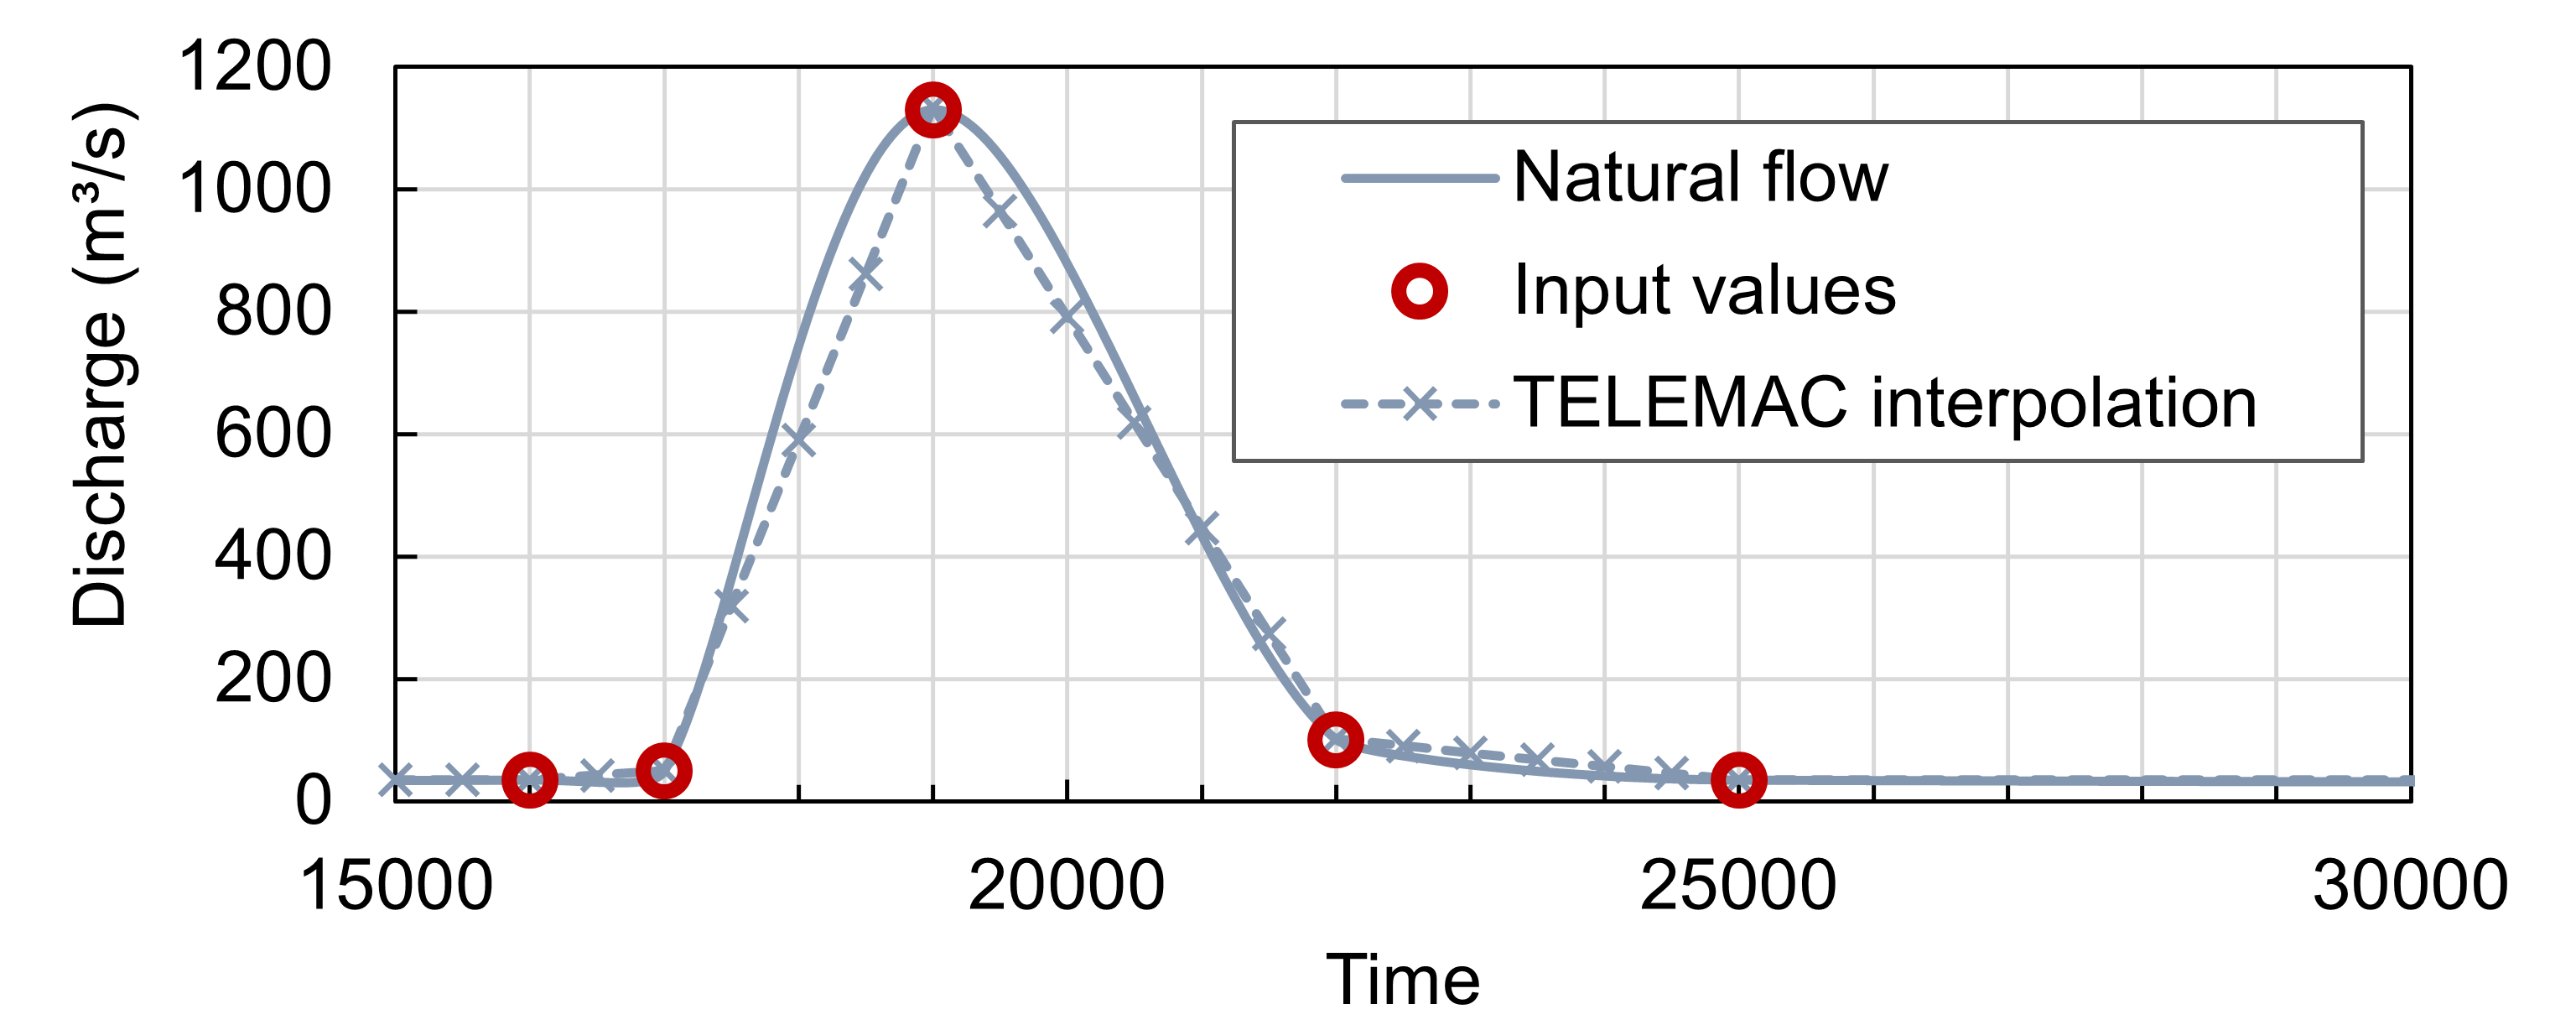 Discharge (m³/s)
1200
1000
800
600
400
200
0
Natural flow
Input values
TELEMAC interpolation
15000
20000
25000
30000
Time